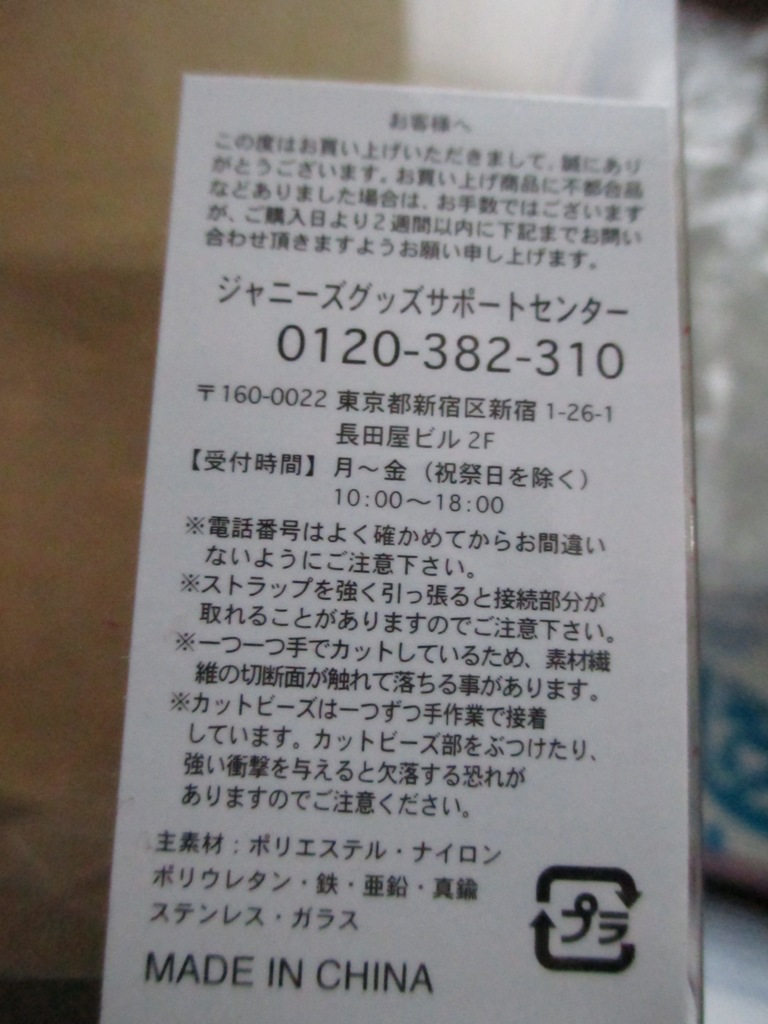 お客様へ
この度はお買い上げいただきまして、誠にあり
がとうございます。お買い上げ商品に不都合品
などありました場合は、お手数ではございます
が、ご購入日より2週間以内に下記までお問い
合わせ頂きますようお願い申し上げます。
ジャニーズグッズサポートセンター
0120-382-310
〒160-0022 東京都新宿区新宿 1-26-1
長田屋ビル 2F
【受付時間】 月～金（祝祭日を除く）
10:00～18:00
※電話番号はよく確かめてからお間違い
ないようにご注意下さい。
※ストラップを強く引っ張ると接続部分が
取れることがありますのでご注意下さい。
※一つ一つ手でカットしているため、素材繊
維の切断面が触れて落ちる事があります。
※カットビーズは一つずつ手作業で接着
しています。カットビーズ部をぶつけたり、
強い衝撃を与えると欠落する恐れが
ありますのでご注意ください。
主素材：ポリエステル・ナイロン
ポリウレタン・鉄・亜鉛・真鍮
ステンレス・ガラス
プラ
MADE IN CHINA